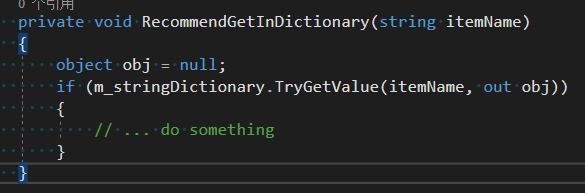 0 个引用
private void RecommendGetInDictionary(string itemName)
{
object obj = null;
if (m_stringDictionary.TryGetValue(itemName, out obj))
{
// ... do something
}
}